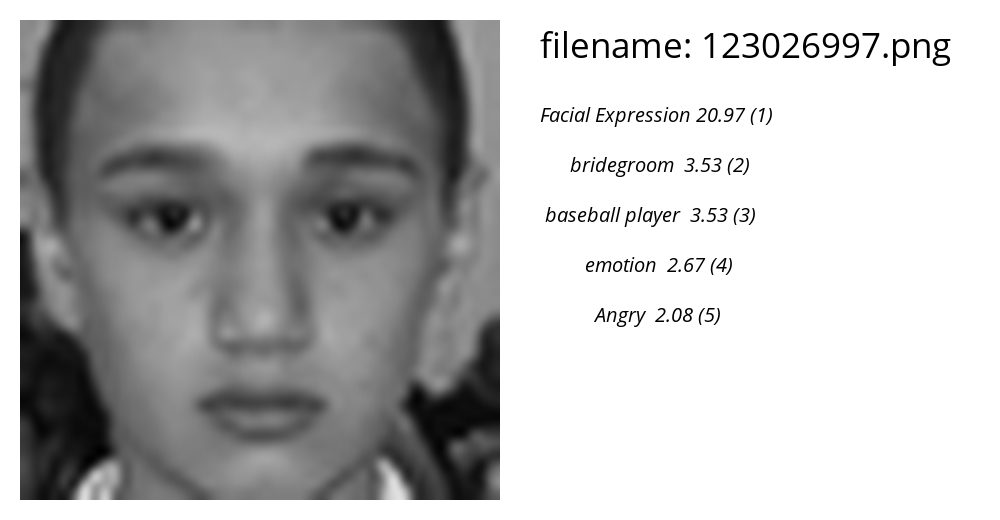 filename: 123026997.png
Facial Expression 20.97 (1)
bridegroom 3.53 (2)
baseball player 3.53 (3)
emotion 2.67 (4)
Angry 2.08 (5)